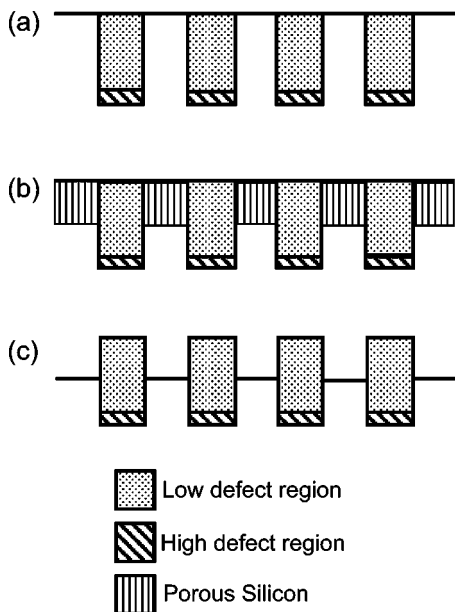 (a)
(b)
(c)
Low defect region
High defect region
Porous Silicon